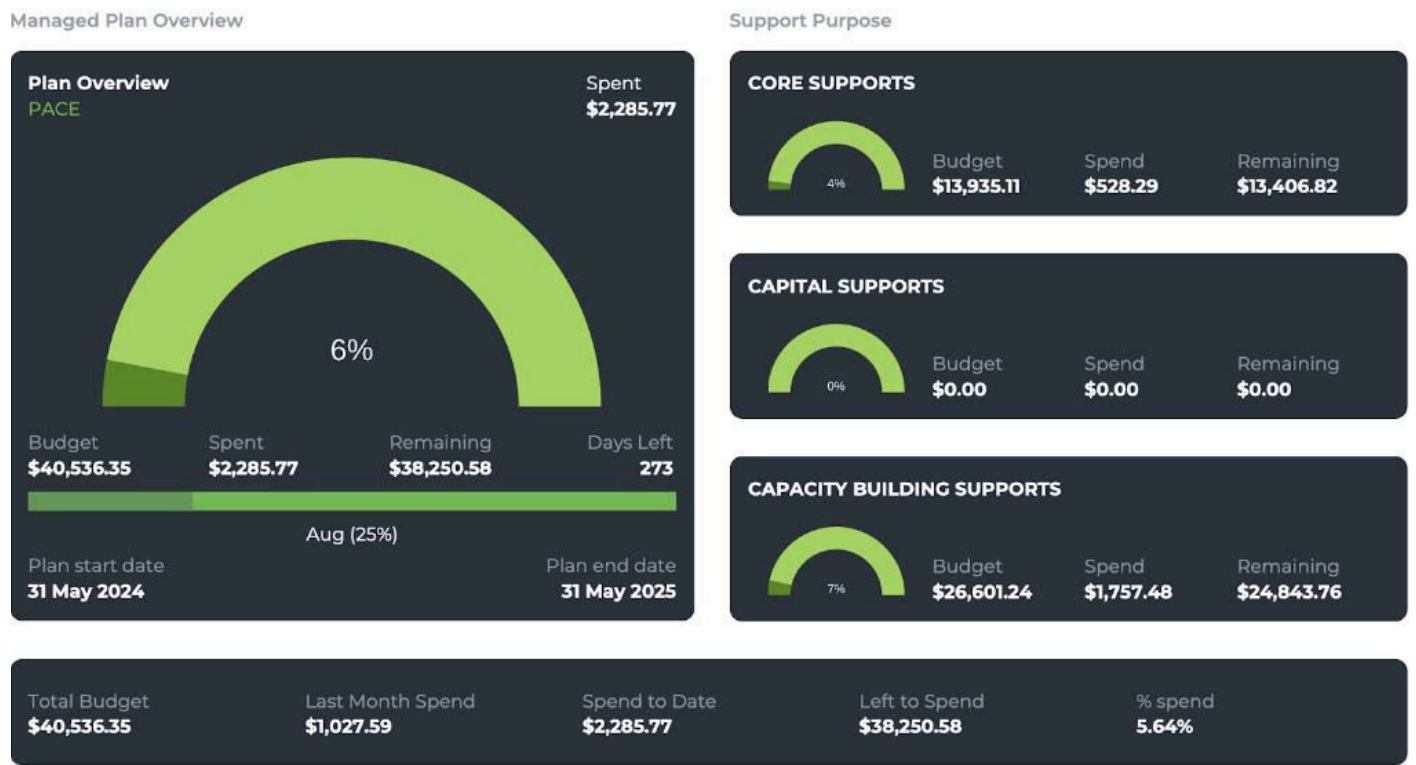 Managed Plan Overview
Plan Overview
PACE
Spent
$2,285.77
6%
Budget Spent Remaining Days Left
$40,536.35 $2,285.77 $38,250.58 273
Aug (25%)
Plan start date Plan end date
31 May 2024 31 May 2025
Support Purpose
CORE SUPPORTS
4%
Budget Spend Remaining
$13,935.11 $528.29 $13,406.82
CAPITAL SUPPORTS
0%
Budget Spend Remaining
$0.00 $0.00 $0.00
CAPACITY BUILDING SUPPORTS
7%
Budget Spend Remaining
$26,601.24 $1,757.48 $24,843.76
Total Budget Last Month Spend Spend to Date Left to Spend % spend
$40,536.35 $1,027.59 $2,285.77 $38,250.58 5.64%